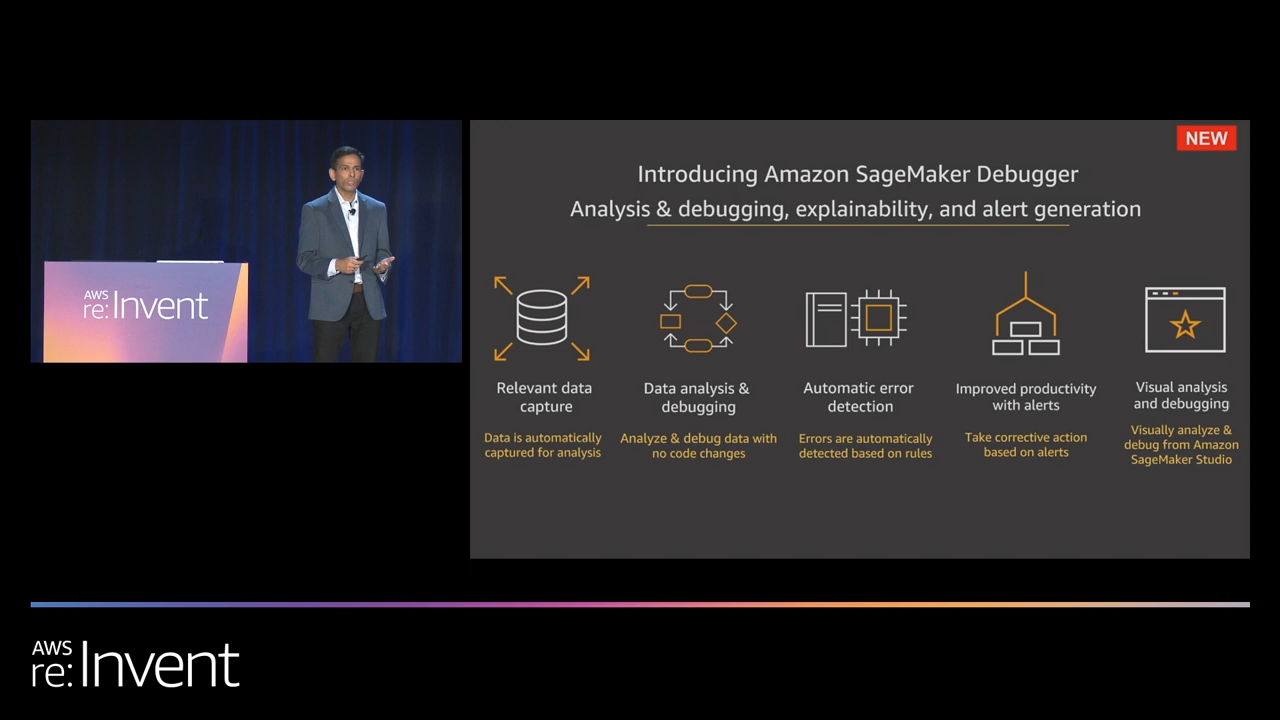 AWS
re:Invent
NEW
Introducing Amazon SageMaker Debugger
Analysis & debugging, explainability, and alert generation
Relevant data
capture
Data is automatically
captured for analysis
Data analysis &
debugging
Analyze & debug data with
no code changes
Automatic error
detection
Errors are automatically
detected based on rules
Improved productivity
with alerts
Take corrective action
based on alerts
Visual analysis
and debugging
Visually analyze &
debug from Amazon
SageMaker Studio
AWS
re:Invent